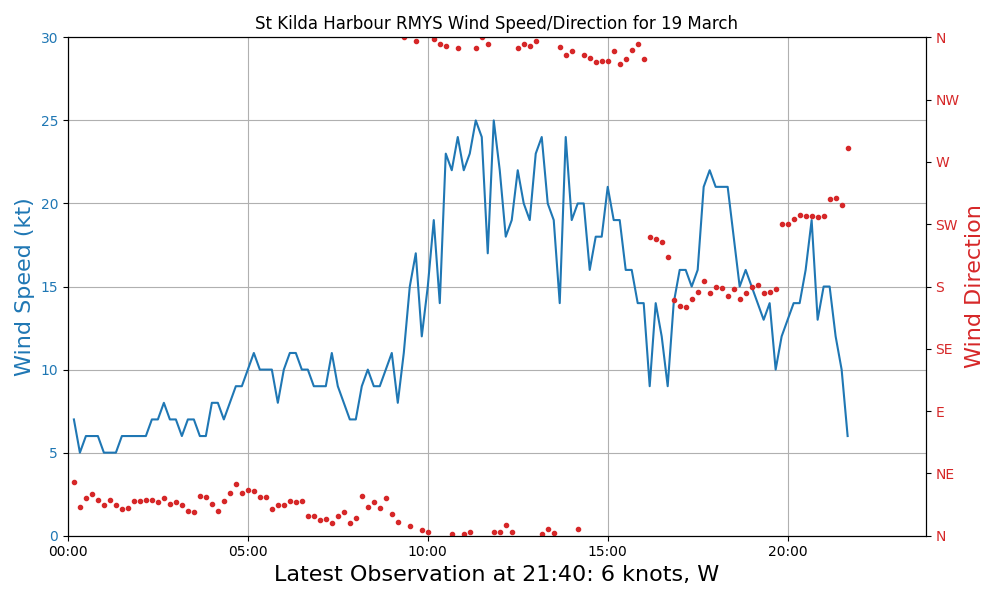 St Kilda Harbour RMYS Wind Speed/Direction for 19 March
Wind Speed (kt)
30
25
20
15
10
5
0
N
NW
W
SW
S
SE
E
NE
N
Wind Direction
00:00 05:00 10:00 15:00 20:00
Latest Observation at 21:40: 6 knots, W